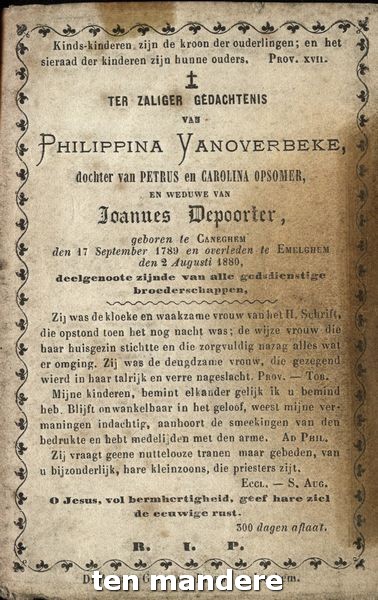 Kinds-kinderen zijn de kroon der ouderlingen; en het
sieraad der kinderen zijn hunne ouders. PROV. XVII.
TER ZALIGER GEDACHTENIS
VAN
PHILIPPINA VANOVERBEKE,
dochter van PETRUS en CAROLINA OPSOMER,
EN WEDUWE VAN
Joannes Depoorter,
geboren te CANEGHEM
den 17 September 1789 en overleden te EMELGHEM
den 2 Augusti 1880,
deelgenoote zijnde van alle godsdienstige
broederschappen,
Zij was de kloeke en waakzame vrouw van het H. Schrift,
die opstond toen het nog nacht was; de wijze vrouw die
haar huisgezin stichtte en die zorgvuldig nazag alles wat
er omging. Zij was de deugdzame vrouw, die gezegend
wierd in haar talrijk en verre nageslacht. PROV. — TOB.
Mijne kinderen, bemint elkander gelijk ik u bemind
heb. Blijft onwankelbaar in het geloof, weest mijne ver-
maningen indachtig, aanhoort de smeekingen van den
bedrukte en hebt medelijden met den arme. AD PHIL.
Zij vraagt geene nuttelooze tranen maar gebeden, van
u bijzonderlijk, hare kleinzoons, die priesters zijt.
ECCL. — S. AUG.
O Jesus, vol bermhertigheid, geef hare ziel
de eeuwige rust.
300 dagen aflaat.
R. I. P.
ten mandere